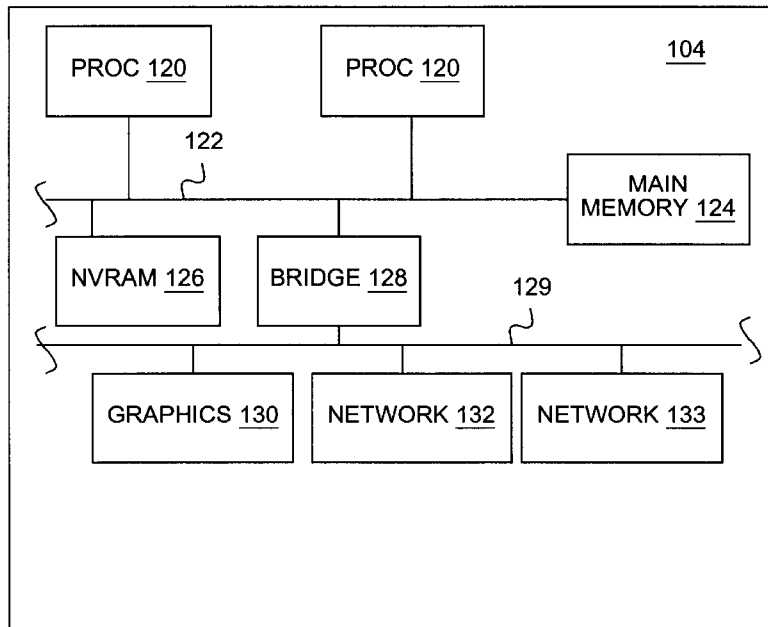 PROC 120
PROC 120
104
122
MAIN
MEMORY 124
NVRAM 126
BRIDGE 128
129
GRAPHICS 130
NETWORK 132
NETWORK 133